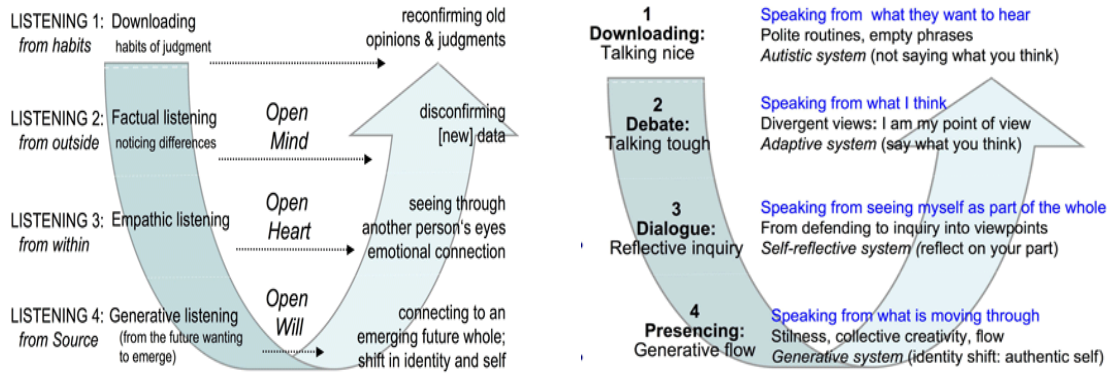 LISTENING 1: Downloading
from habits habits of judgment
reconfirming old
opinions & judgments
LISTENING 2: Factual listening
from outside noticing differences
Open
Mind
disconfirming
[new] data
LISTENING 3: Empathic listening
from within
Open
Heart
seeing through
another person's eyes
emotional connection
LISTENING 4: Generative listening
from Source (from the future wanting
to emerge)
Open
Will
connecting to an
emerging future whole;
shift in identity and self
1
Downloading:
Talking nice
Speaking from what they want to hear
Polite routines, empty phrases
Autistic system (not saying what you think)
2
Debate:
Talking tough
Speaking from what I think
Divergent views: I am my point of view
Adaptive system (say what you think)
3
Dialogue:
Reflective inquiry
Speaking from seeing myself as part of the whole
From defending to inquiry into viewpoints
Self-reflective system (reflect on your part)
4
Presencing:
Generative flow
Speaking from what is moving through
Stilness, collective creativity, flow
Generative system (identity shift: authentic self)